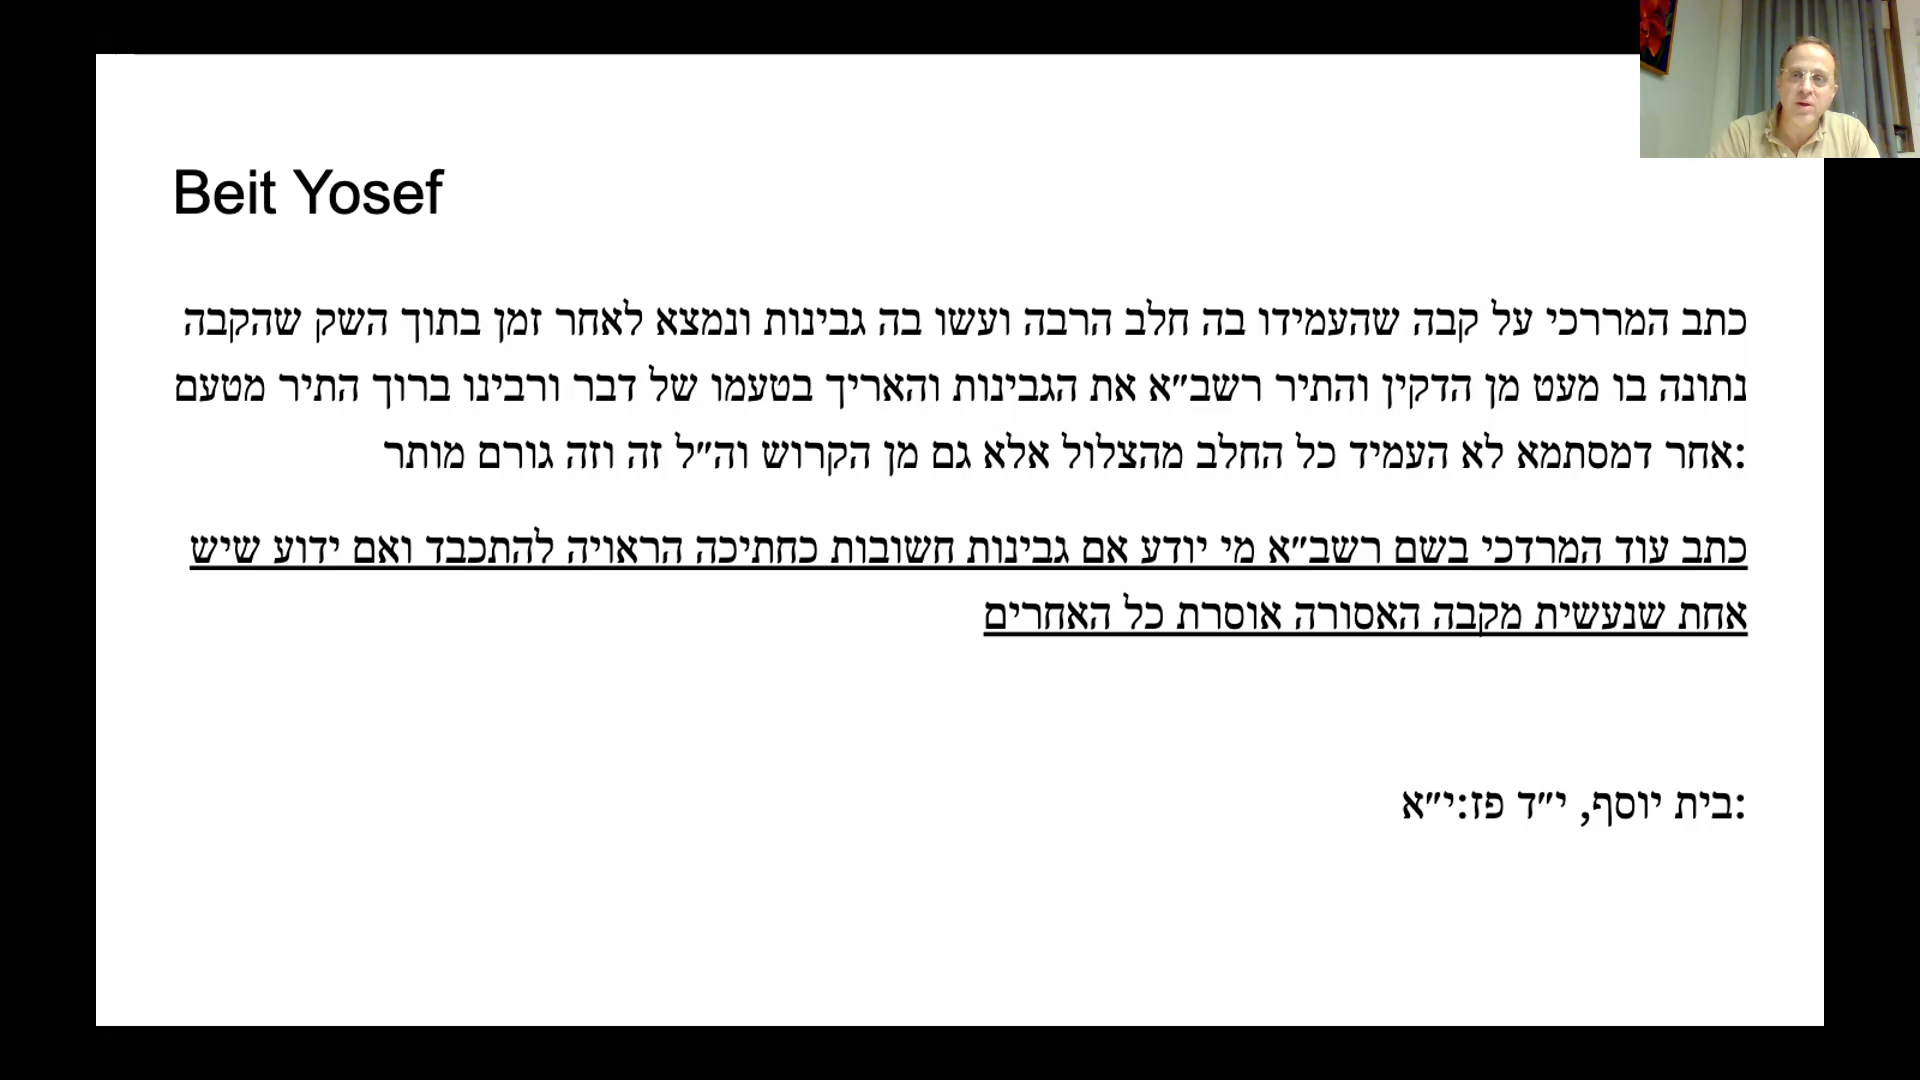 Beit Yosef
כתב המררכי על קבה שהעמידו בה חלב הרבה ועשו בה גבינות ונמצא לאחר זמן בתוך השק שהקבה
נתונה בו מעט מן הדקין והתיר רשב״א את הגבינות והאריך בטעמו של דבר ורבינו ברוך התיר מטעם
אחר דמסתמא לא העמיד כל החלב מהצלול אלא גם מן הקרוש וה״ל זה וזה גורם מותר:
כתב עוד המרדכי בשם רשב״א מי יודע אם גבינות חשובות כחתיכה הראויה להתכבד ואם ידוע שיש
אחת שנעשית מקבה האסורה אוסרת כל האחרים
בית יוסף, י״ד פז:י״א: